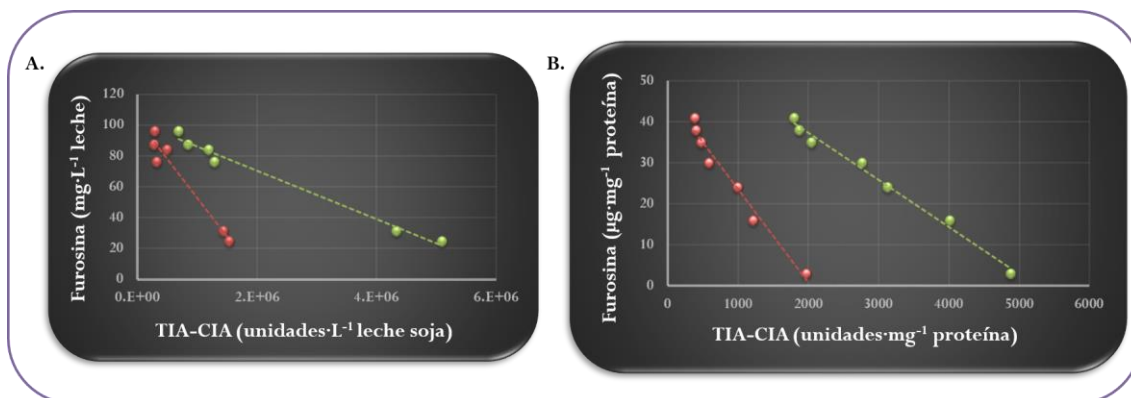 A.
Furosina (mg·L⁻¹ leche)
120
100
80
60
40
20
0
0.E+00
2.E+06
4.E+06
6.E+06
TIA-CIA (unidades·L⁻¹ leche soja)
B.
Furosina (µg·mg⁻¹ proteína)
50
40
30
20
10
0
0
1000
2000
3000
4000
5000
6000
TIA-CIA (unidades·mg⁻¹ proteína)